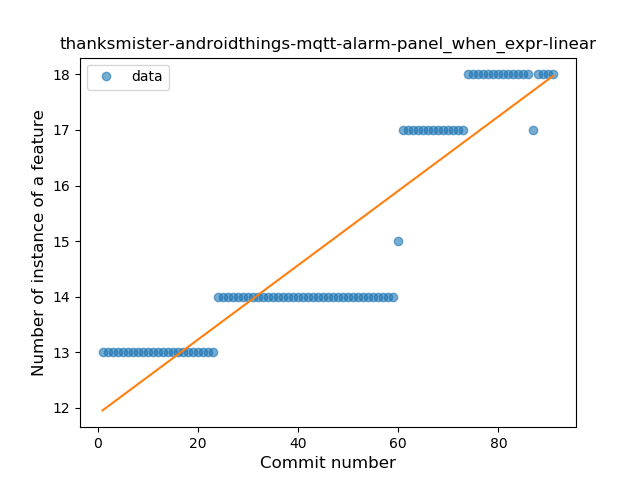 thanksmister-androidthings-mqtt-alarm-panel_when_expr-linear
data
Number of instance of a feature
18
17
16
15
14
13
12
0 20 40 60 80
Commit number